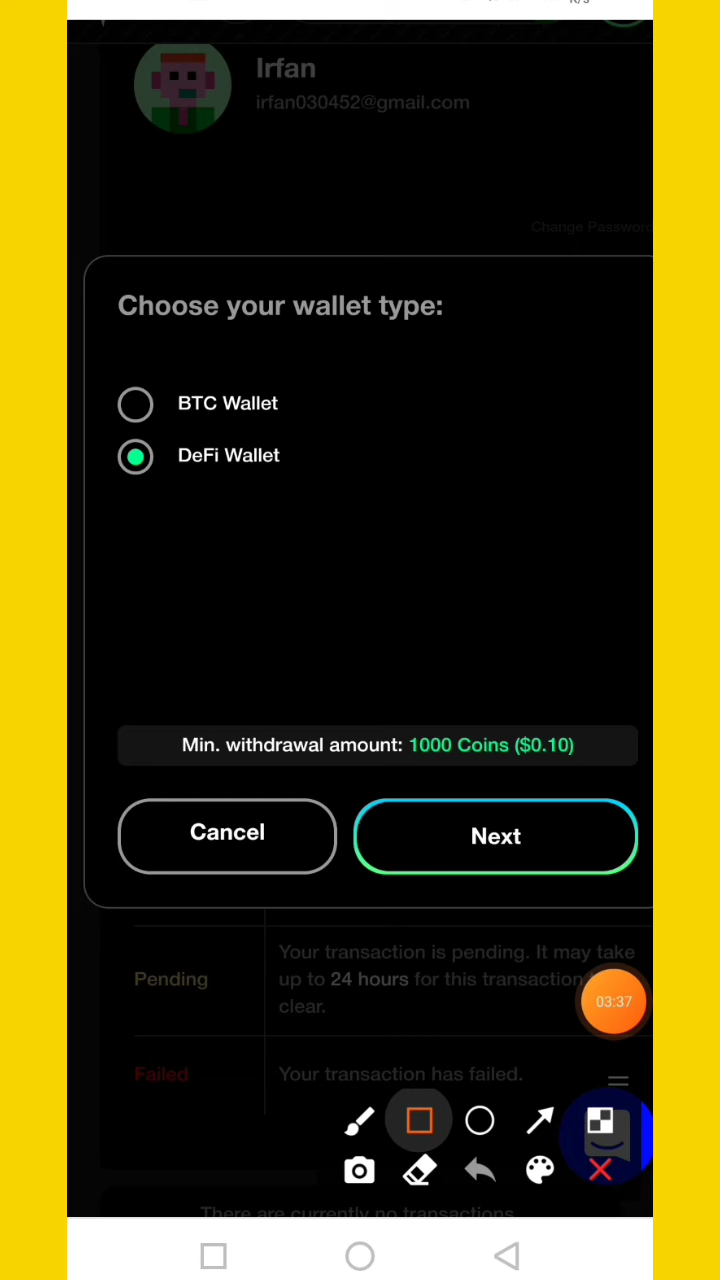 Irfan
irfan030452@gmail.com
Change Password
Choose your wallet type:
BTC Wallet
DeFi Wallet
Min. withdrawal amount: 1000 Coins ($0.10)
Cancel
Next
Pending
Your transaction is pending. It may take
up to 24 hours for this transaction
clear.
03:37
Failed
Your transaction has failed.
There are currently no transactions